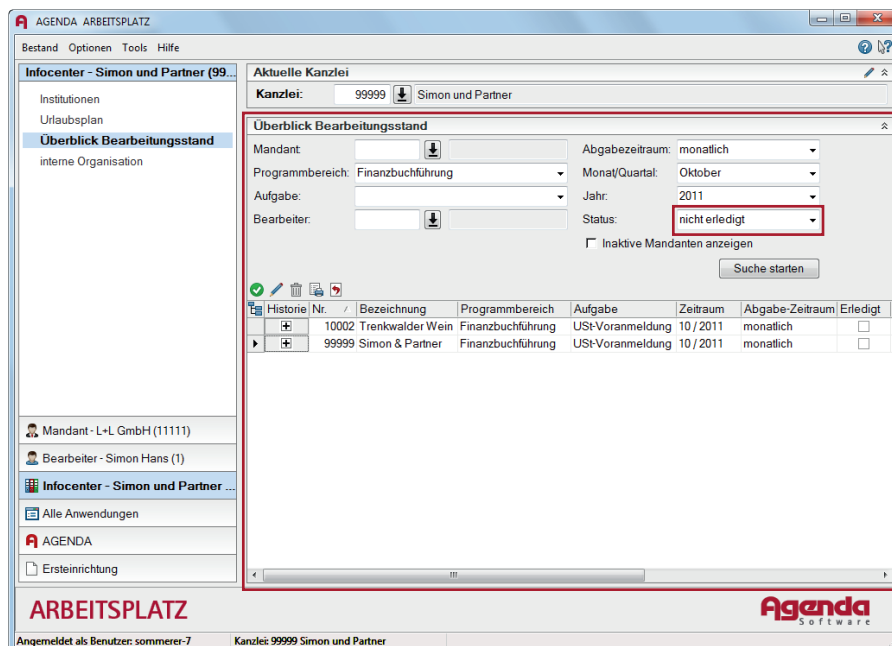 AGENDA ARBEITSPLATZ
Bestand Optionen Tools Hilfe
Infocenter - Simon und Partner (99...
Institutionen
Urlaubsplan
Überblick Bearbeitungsstand
interne Organisation
Mandant - L+L GmbH (11111)
Bearbeiter - Simon Hans (1)
Infocenter - Simon und Partner ...
Alle Anwendungen
AGENDA
Ersteinrichtung
Aktuelle Kanzlei
Kanzlei: 99999 Simon und Partner
Überblick Bearbeitungsstand
Mandant: Abgabezeitraum: monatlich
Programmbereich: Finanzbuchführung Monat/Quartal: Oktober
Aufgabe: Jahr: 2011
Bearbeiter: Status: nicht erledigt
Inaktive Mandanten anzeigen
Suche starten
Historie Nr. Bezeichnung Programmbereich Aufgabe Zeitraum Abgabe-Zeitraum Erledigt
10002 Trenkwalder Wein Finanzbuchführung USt-Voranmeldung 10 / 2011 monatlich
99999 Simon & Partner Finanzbuchführung USt-Voranmeldung 10 / 2011 monatlich
ARBEITSPLATZ
Agenda
Software
Angemeldet als Benutzer: sommerer-7 Kanzlei: 99999 Simon und Partner